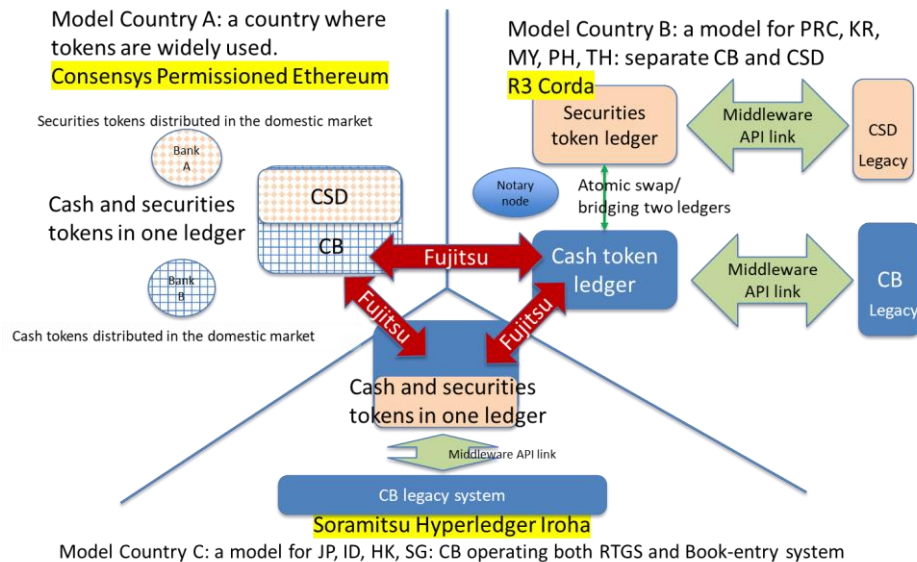 Model Country A: a country where
tokens are widely used.
Consensys Permissioned Ethereum
Securities tokens distributed in the domestic market
Bank
A
Cash and securities
tokens in one ledger
CSD
CB
Bank
B
Cash tokens distributed in the domestic market
Model Country B: a model for PRC, KR,
MY, PH, TH: separate CB and CSD
R3 Corda
Securities
token ledger
Middleware
API link
CSD
Legacy
Notary
node
Atomic swap/
bridging two ledgers
Fujitsu
Cash token
ledger
Middleware
API link
CB
Legacy
Fujitsu
Fujitsu
Cash and securities
tokens in one ledger
Middleware API link
CB legacy system
Soramitsu Hyperledger Iroha
Model Country C: a model for JP, ID, HK, SG: CB operating both RTGS and Book-entry system